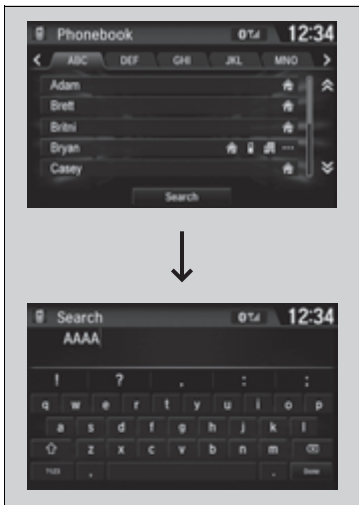 Phonebook 12:34
ABC DEF GHI JKL MNO
Adam
Brett
Britni
Bryan
Casey
Search
Search 12:34
AAAA
! ? . : ;
q w e r t y u i o p
a s d f g h j k l
z x c v b n m
, .
Done